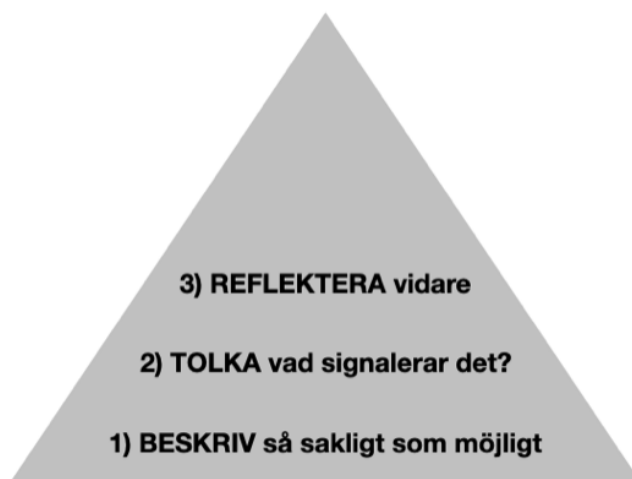 3) REFLEKTERA vidare
2) TOLKA vad signalerar det?
1) BESKRIV så sakligt som möjligt